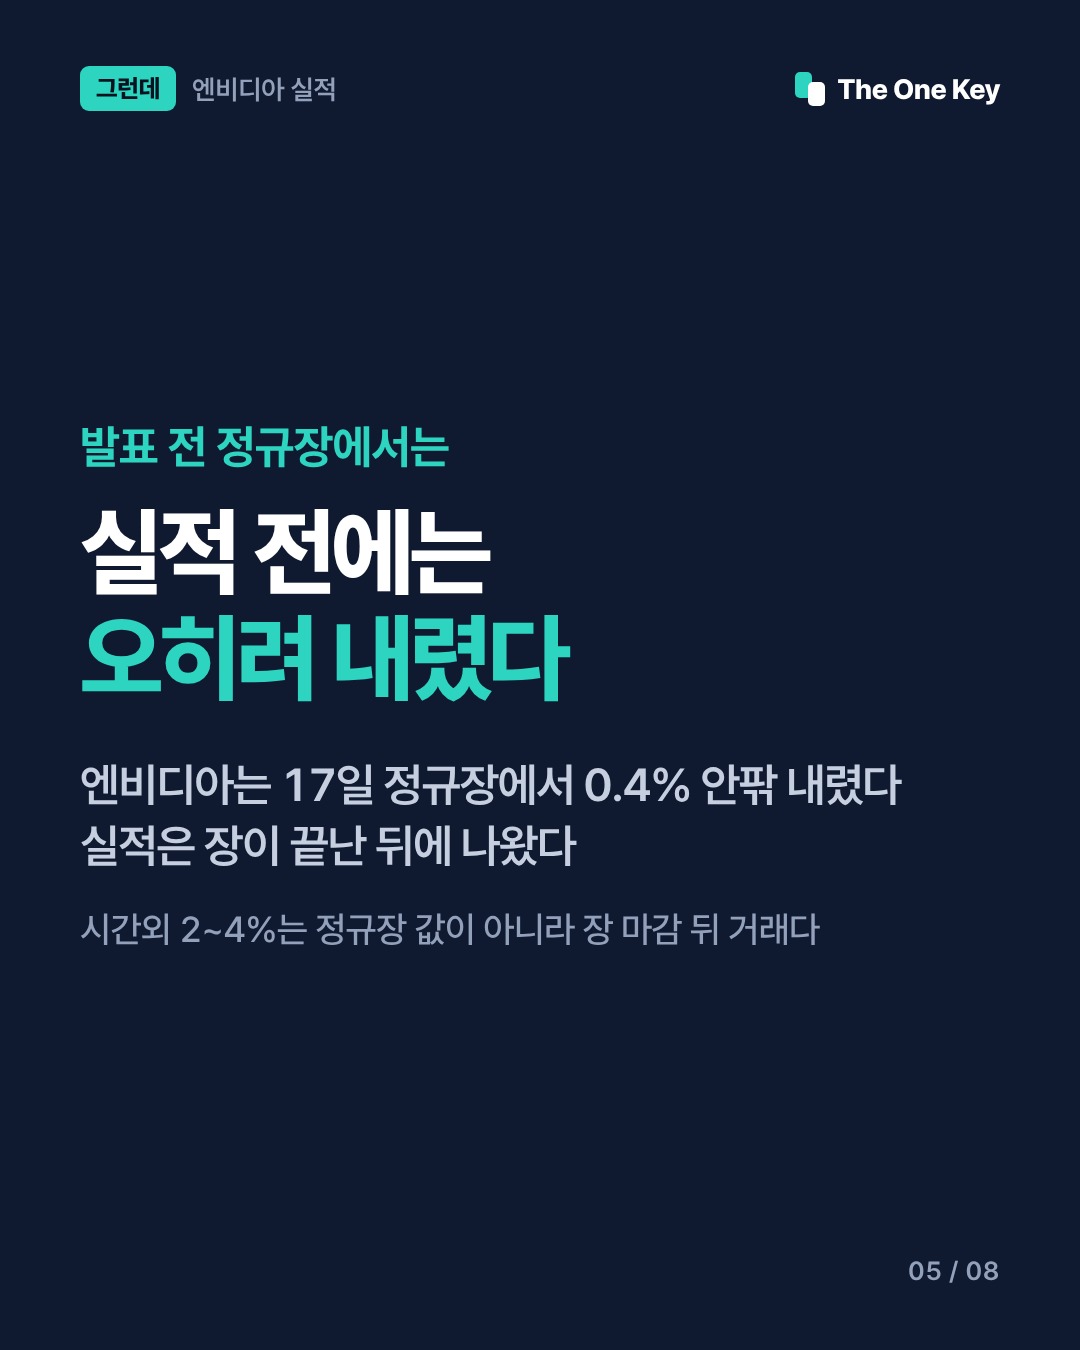 그런데 엔비디아 실적
The One Key
발표 전 정규장에서는
실적 전에는
오히려 내렸다
엔비디아는 17일 정규장에서 0.4% 안팎 내렸다
실적은 장이 끝난 뒤에 나왔다
시간외 2~4%는 정규장 값이 아니라 장 마감 뒤 거래다
05 / 08